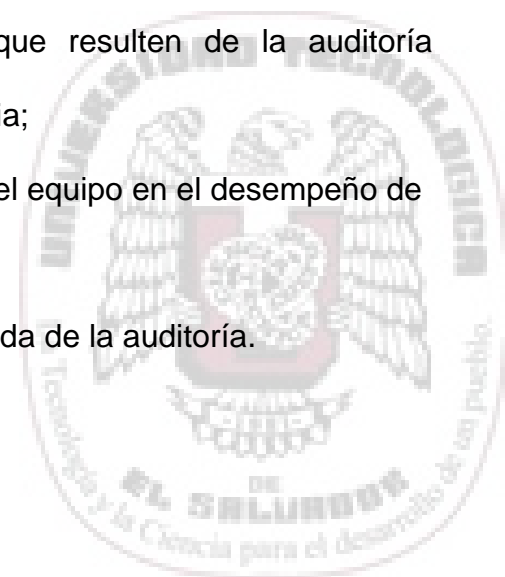 que resulten de la auditoría
ia;
el equipo en el desempeño de
da de la auditoría.
UNIVERSIDAD TECNOLOGICA
DE
EL SALVADOR
la Tecnología y la Ciencia para el desarrollo de un pueblo.